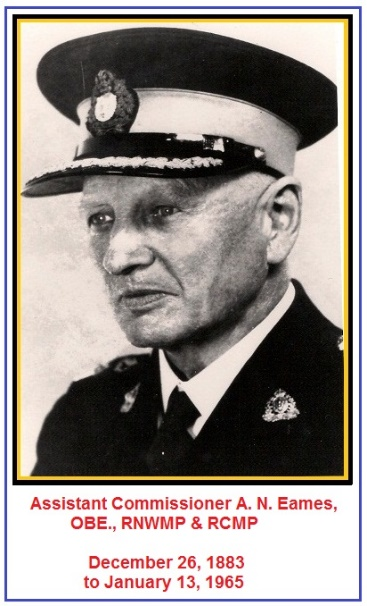 Assistant Commissioner A. N. Eames,
OBE., RNWMP & RCMP
December 26, 1883
to January 13, 1965